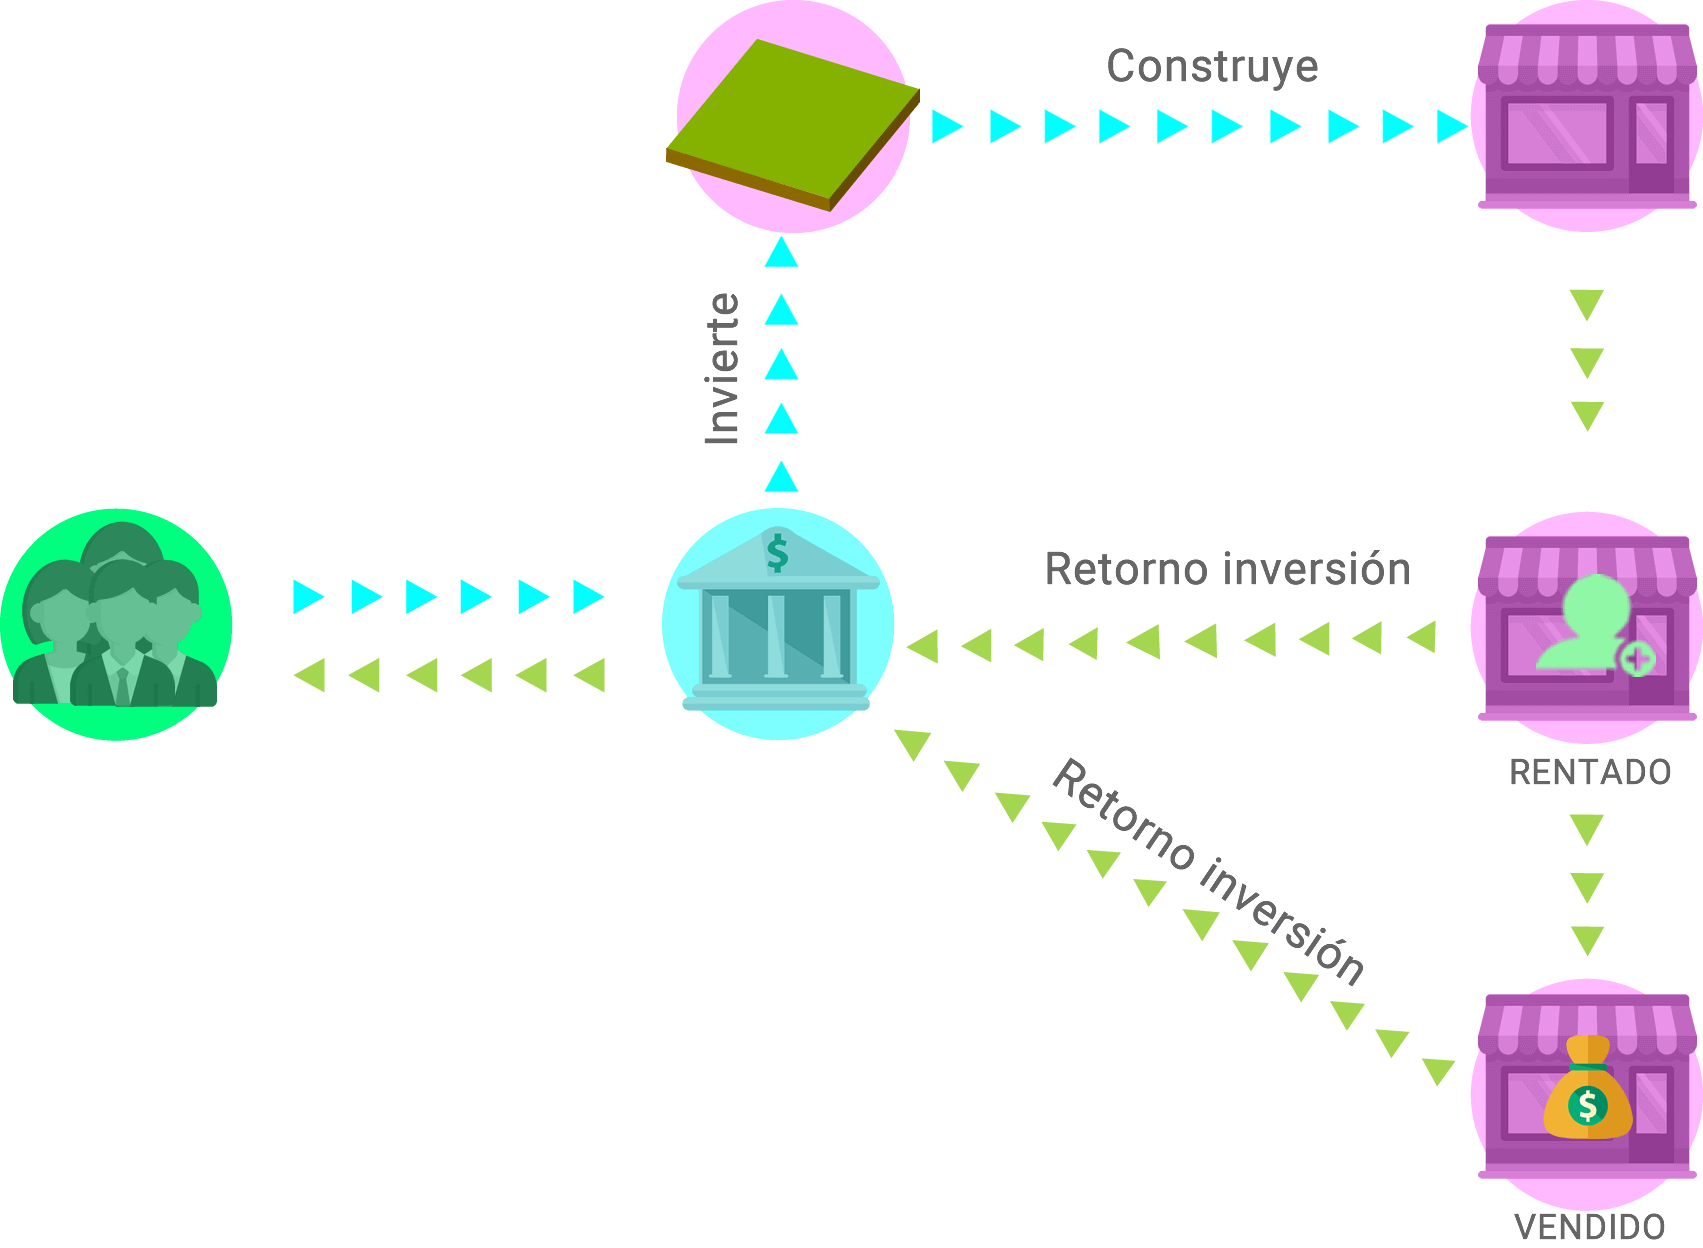 Construye
Invierte
$
Retorno inversión
RENTADO
Retorno inversión
$
VENDIDO